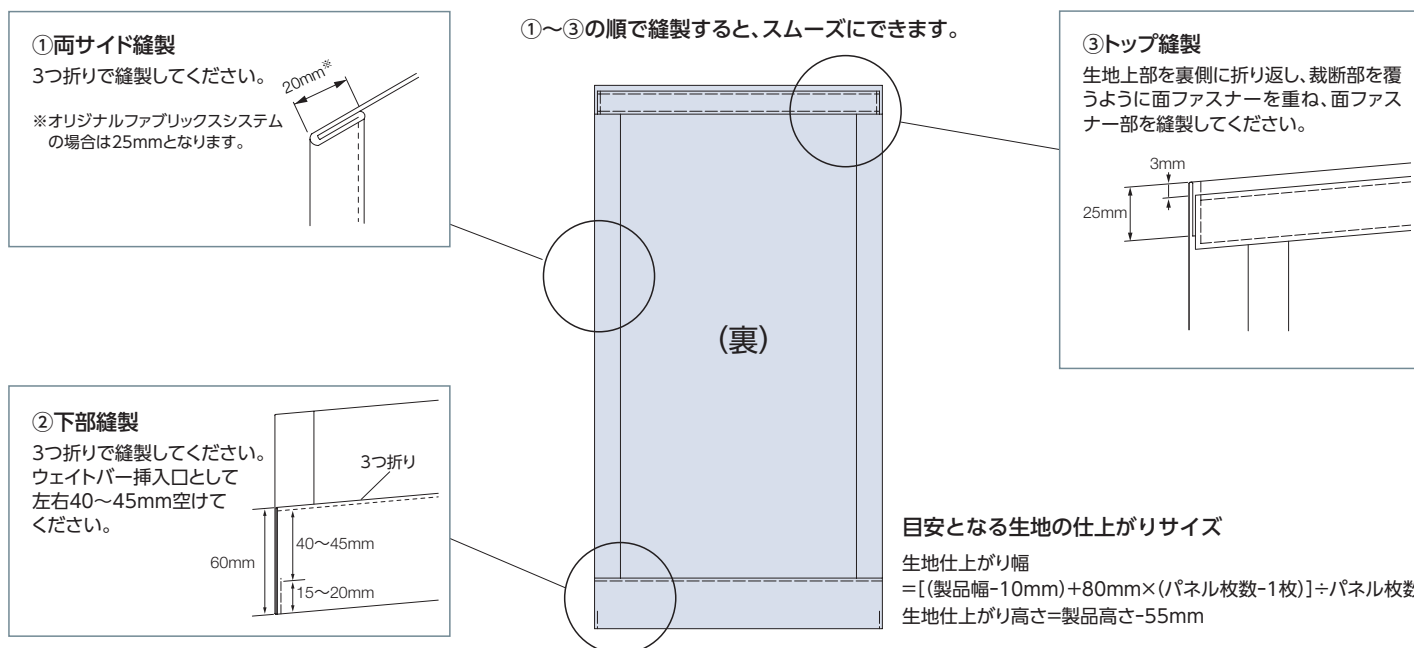 ①〜③の順で縫製すると、スムーズにできます。
①両サイド縫製
3つ折りで縫製してください。
※オリジナルファブリックスシステム
の場合は25mmとなります。
20mm※
②下部縫製
3つ折りで縫製してください。
ウェイトバー挿入口として
左右40〜45mm空けて
ください。
3つ折り
60mm
40〜45mm
15〜20mm
(裏)
③トップ縫製
生地上部を裏側に折り返し、裁断部を覆
うように面ファスナーを重ね、面ファス
ナー部を縫製してください。
3mm
25mm
目安となる生地の仕上がりサイズ
生地仕上がり幅
=[(製品幅-10mm)+80mm×(パネル枚数-1枚)]÷パネル枚数
生地仕上がり高さ=製品高さ-55mm